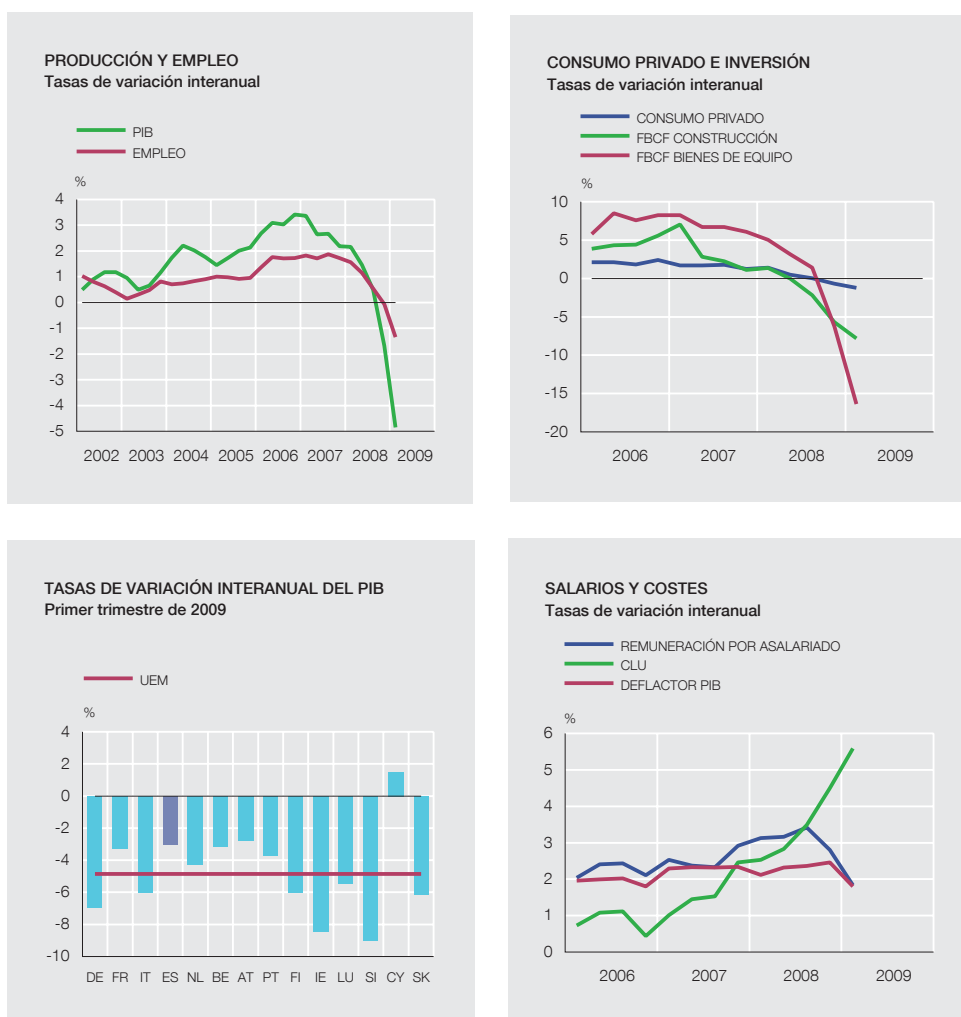 PRODUCCIÓN Y EMPLEO
Tasas de variación interanual
PIB
EMPLEO
%
4
3
2
1
0
-1
-2
-3
-4
-5
2002 2003 2004 2005 2006 2007 2008 2009
CONSUMO PRIVADO E INVERSIÓN
Tasas de variación interanual
CONSUMO PRIVADO
FBCF CONSTRUCCIÓN
FBCF BIENES DE EQUIPO
%
10
5
0
-5
-10
-15
-20
2006 2007 2008 2009
TASAS DE VARIACIÓN INTERANUAL DEL PIB
Primer trimestre de 2009
UEM
%
4
2
0
-2
-4
-6
-8
-10
DE FR IT ES NL BE AT PT FI IE LU SI CY SK
SALARIOS Y COSTES
Tasas de variación interanual
REMUNERACIÓN POR ASALARIADO
CLU
DEFLACTOR PIB
%
6
5
4
3
2
1
0
2006 2007 2008 2009